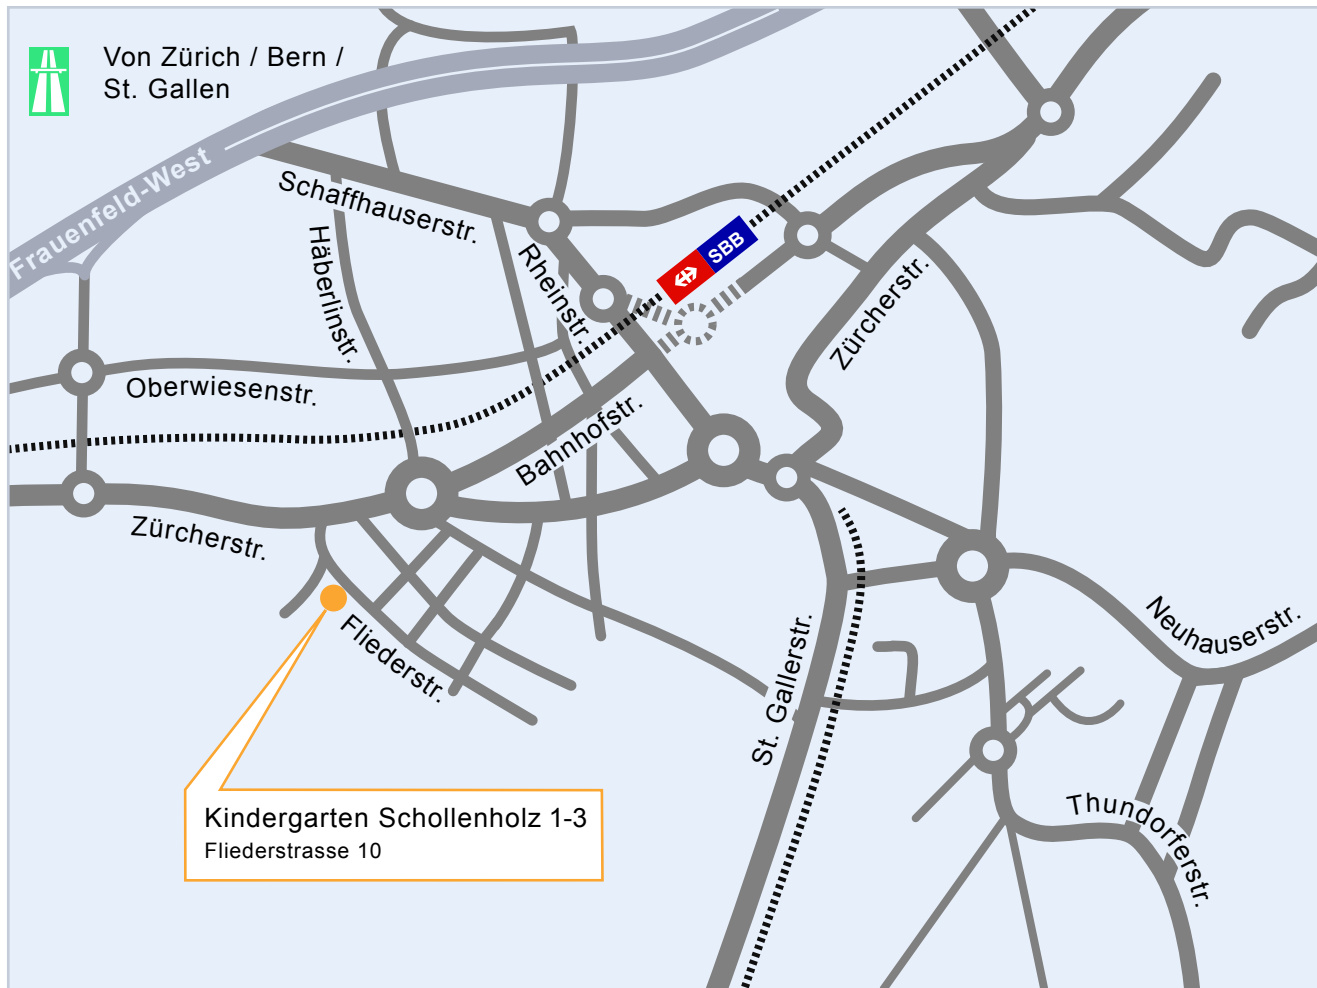 Von Zürich / Bern /
St. Gallen
Frauenfeld-West
Schaffhauserstr.
Häberlinstr.
Rheinstr.
SBB
Zürcherstr.
Oberwiesenstr.
Bahnhofstr.
Zürcherstr.
Fliederstr.
St. Gallerstr.
Neuhauserstr.
Thundorferstr.
Kindergarten Schollenholz 1-3
Fliederstrasse 10